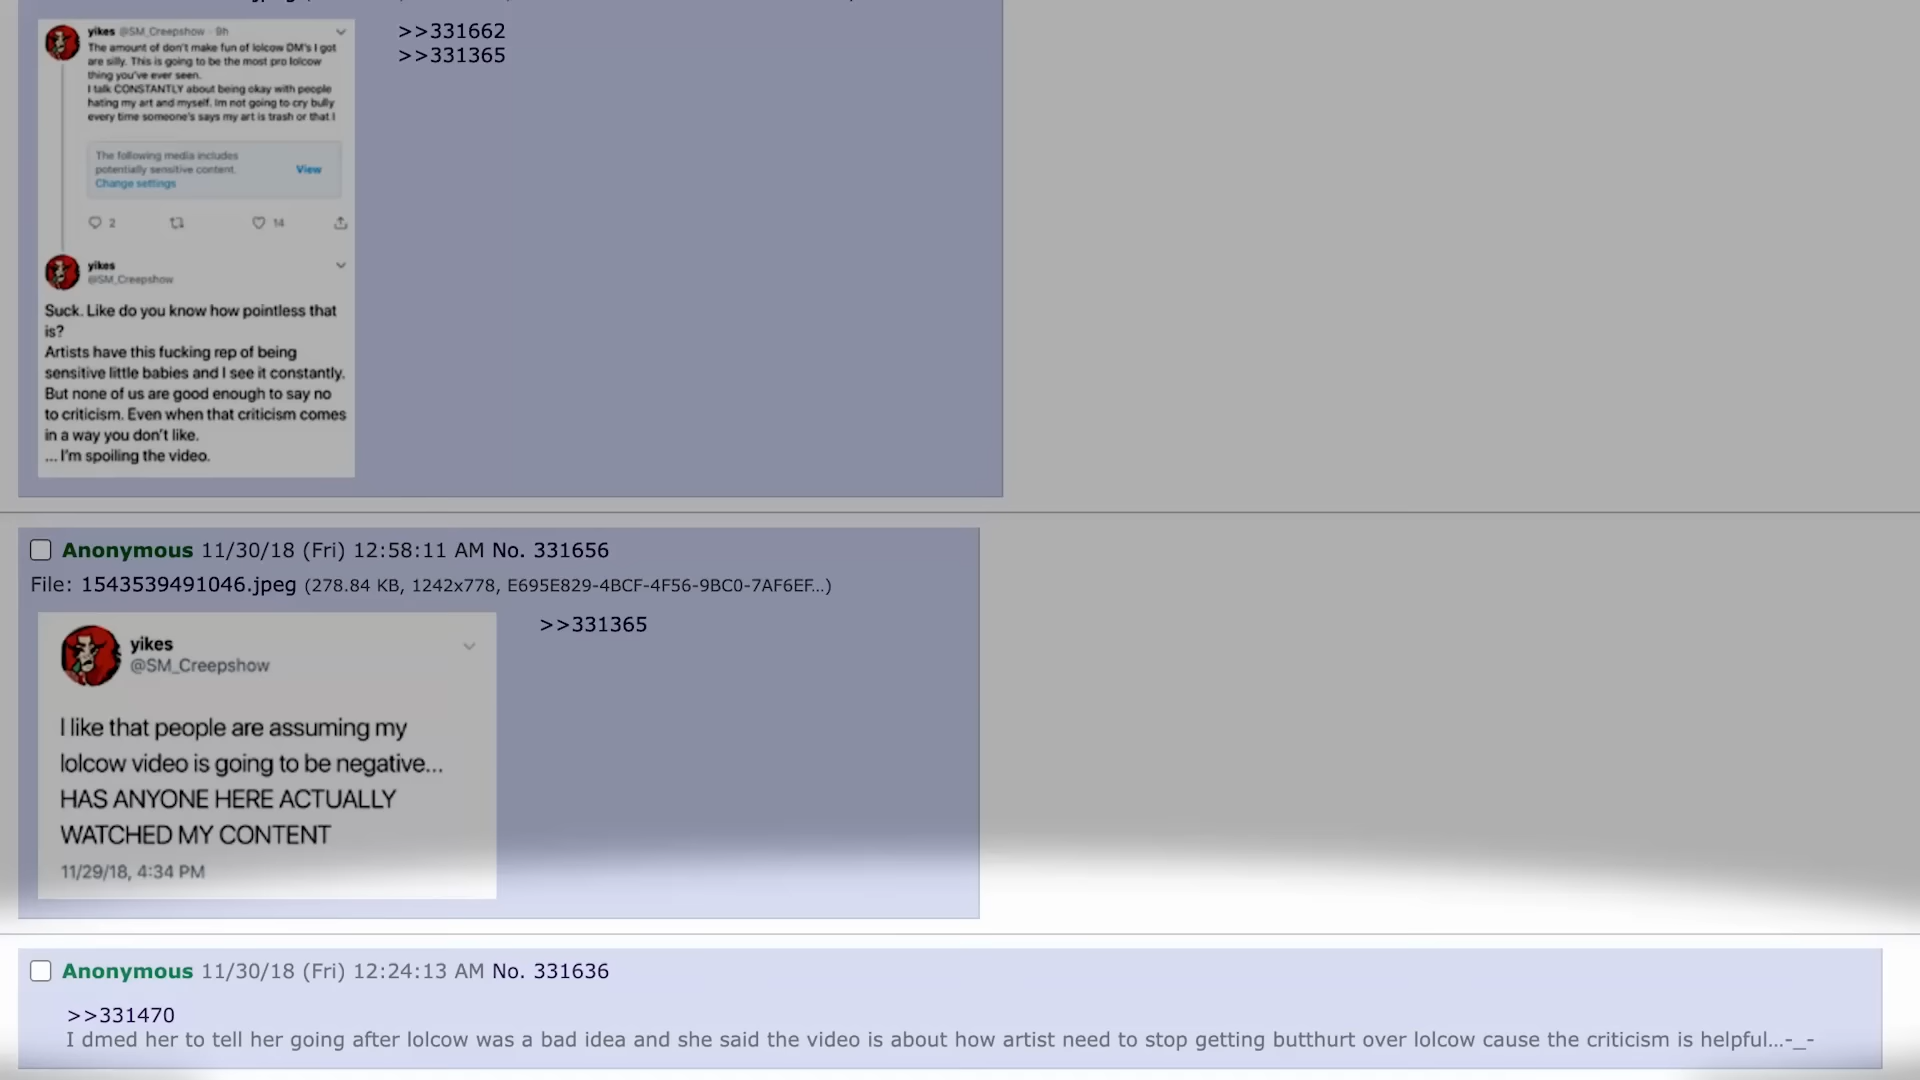 yikes @SM_Creepshow · 9h
The amount of don't make fun of lolcow DM's I got
are silly. This is going to be the most pro lolcow
thing you've ever seen.
I talk CONSTANTLY about being okay with people
hating my art and myself. Im not going to cry bully
every time someone's says my art is trash or that I
The following media includes
potentially sensitive content.
Change settings
View
2
14
yikes
@SM_Creepshow
Suck. Like do you know how pointless that
is?
Artists have this fucking rep of being
sensitive little babies and I see it constantly.
But none of us are good enough to say no
to criticism. Even when that criticism comes
in a way you don't like.
... I'm spoiling the video.
>>331662
>>331365
Anonymous 11/30/18 (Fri) 12:58:11 AM No. 331656
File: 1543539491046.jpeg (278.84 KB, 1242x778, E695E829-4BCF-4F56-9BC0-7AF6EF...)
yikes
@SM_Creepshow
I like that people are assuming my
lolcow video is going to be negative...
HAS ANYONE HERE ACTUALLY
WATCHED MY CONTENT
11/29/18, 4:34 PM
>>331365
Anonymous 11/30/18 (Fri) 12:24:13 AM No. 331636
>>331470
I dmed her to tell her going after lolcow was a bad idea and she said the video is about how artist need to stop getting butthurt over lolcow cause the criticism is helpful...-_-